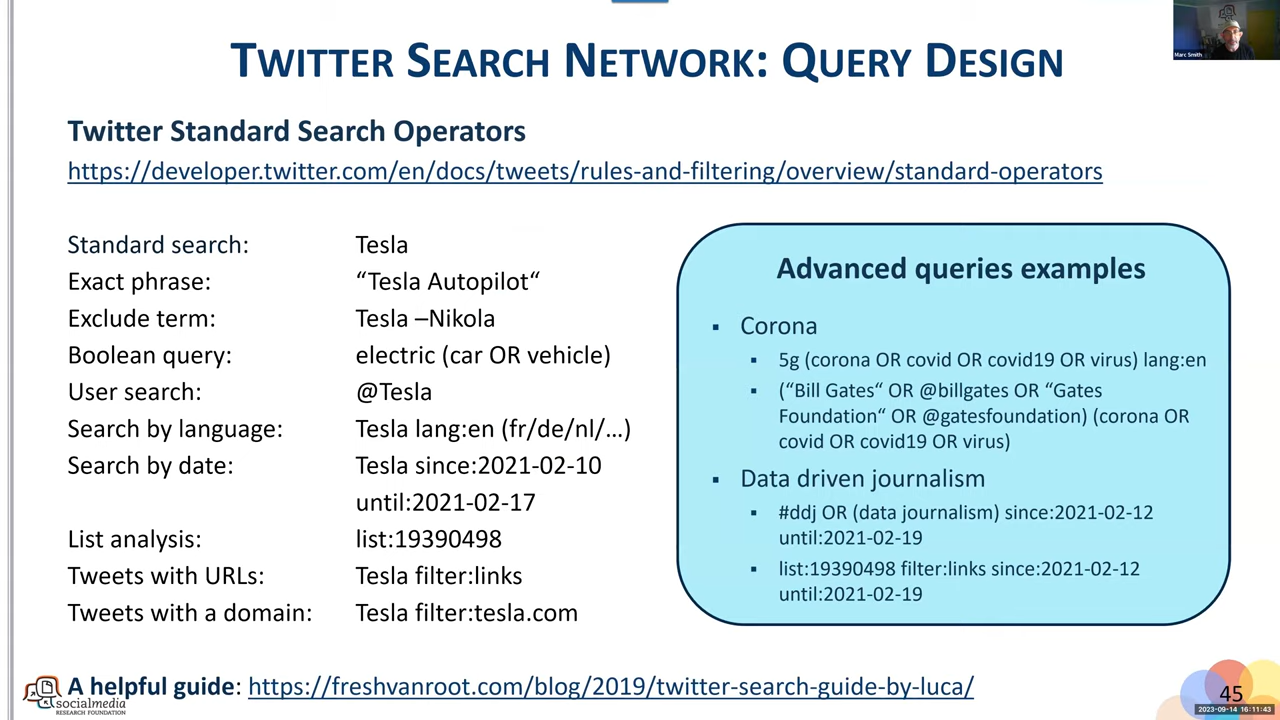 Marc Smith
TWITTER SEARCH NETWORK: QUERY DESIGN
Twitter Standard Search Operators
https://developer.twitter.com/en/docs/tweets/rules-and-filtering/overview/standard-operators
Standard search: Tesla
Exact phrase: “Tesla Autopilot“
Exclude term: Tesla –Nikola
Boolean query: electric (car OR vehicle)
User search: @Tesla
Search by language: Tesla lang:en (fr/de/nl/…)
Search by date: Tesla since:2021-02-10
until:2021-02-17
List analysis: list:19390498
Tweets with URLs: Tesla filter:links
Tweets with a domain: Tesla filter:tesla.com
Advanced queries examples
▪ Corona
▪ 5g (corona OR covid OR covid19 OR virus) lang:en
▪ (“Bill Gates“ OR @billgates OR “Gates
Foundation“ OR @gatesfoundation) (corona OR
covid OR covid19 OR virus)
▪ Data driven journalism
▪ #ddj OR (data journalism) since:2021-02-12
until:2021-02-19
▪ list:19390498 filter:links since:2021-02-12
until:2021-02-19
A helpful guide: https://freshvanroot.com/blog/2019/twitter-search-guide-by-luca/
socialmedia
RESEARCH FOUNDATION
45
2023-09-14 16:11:43